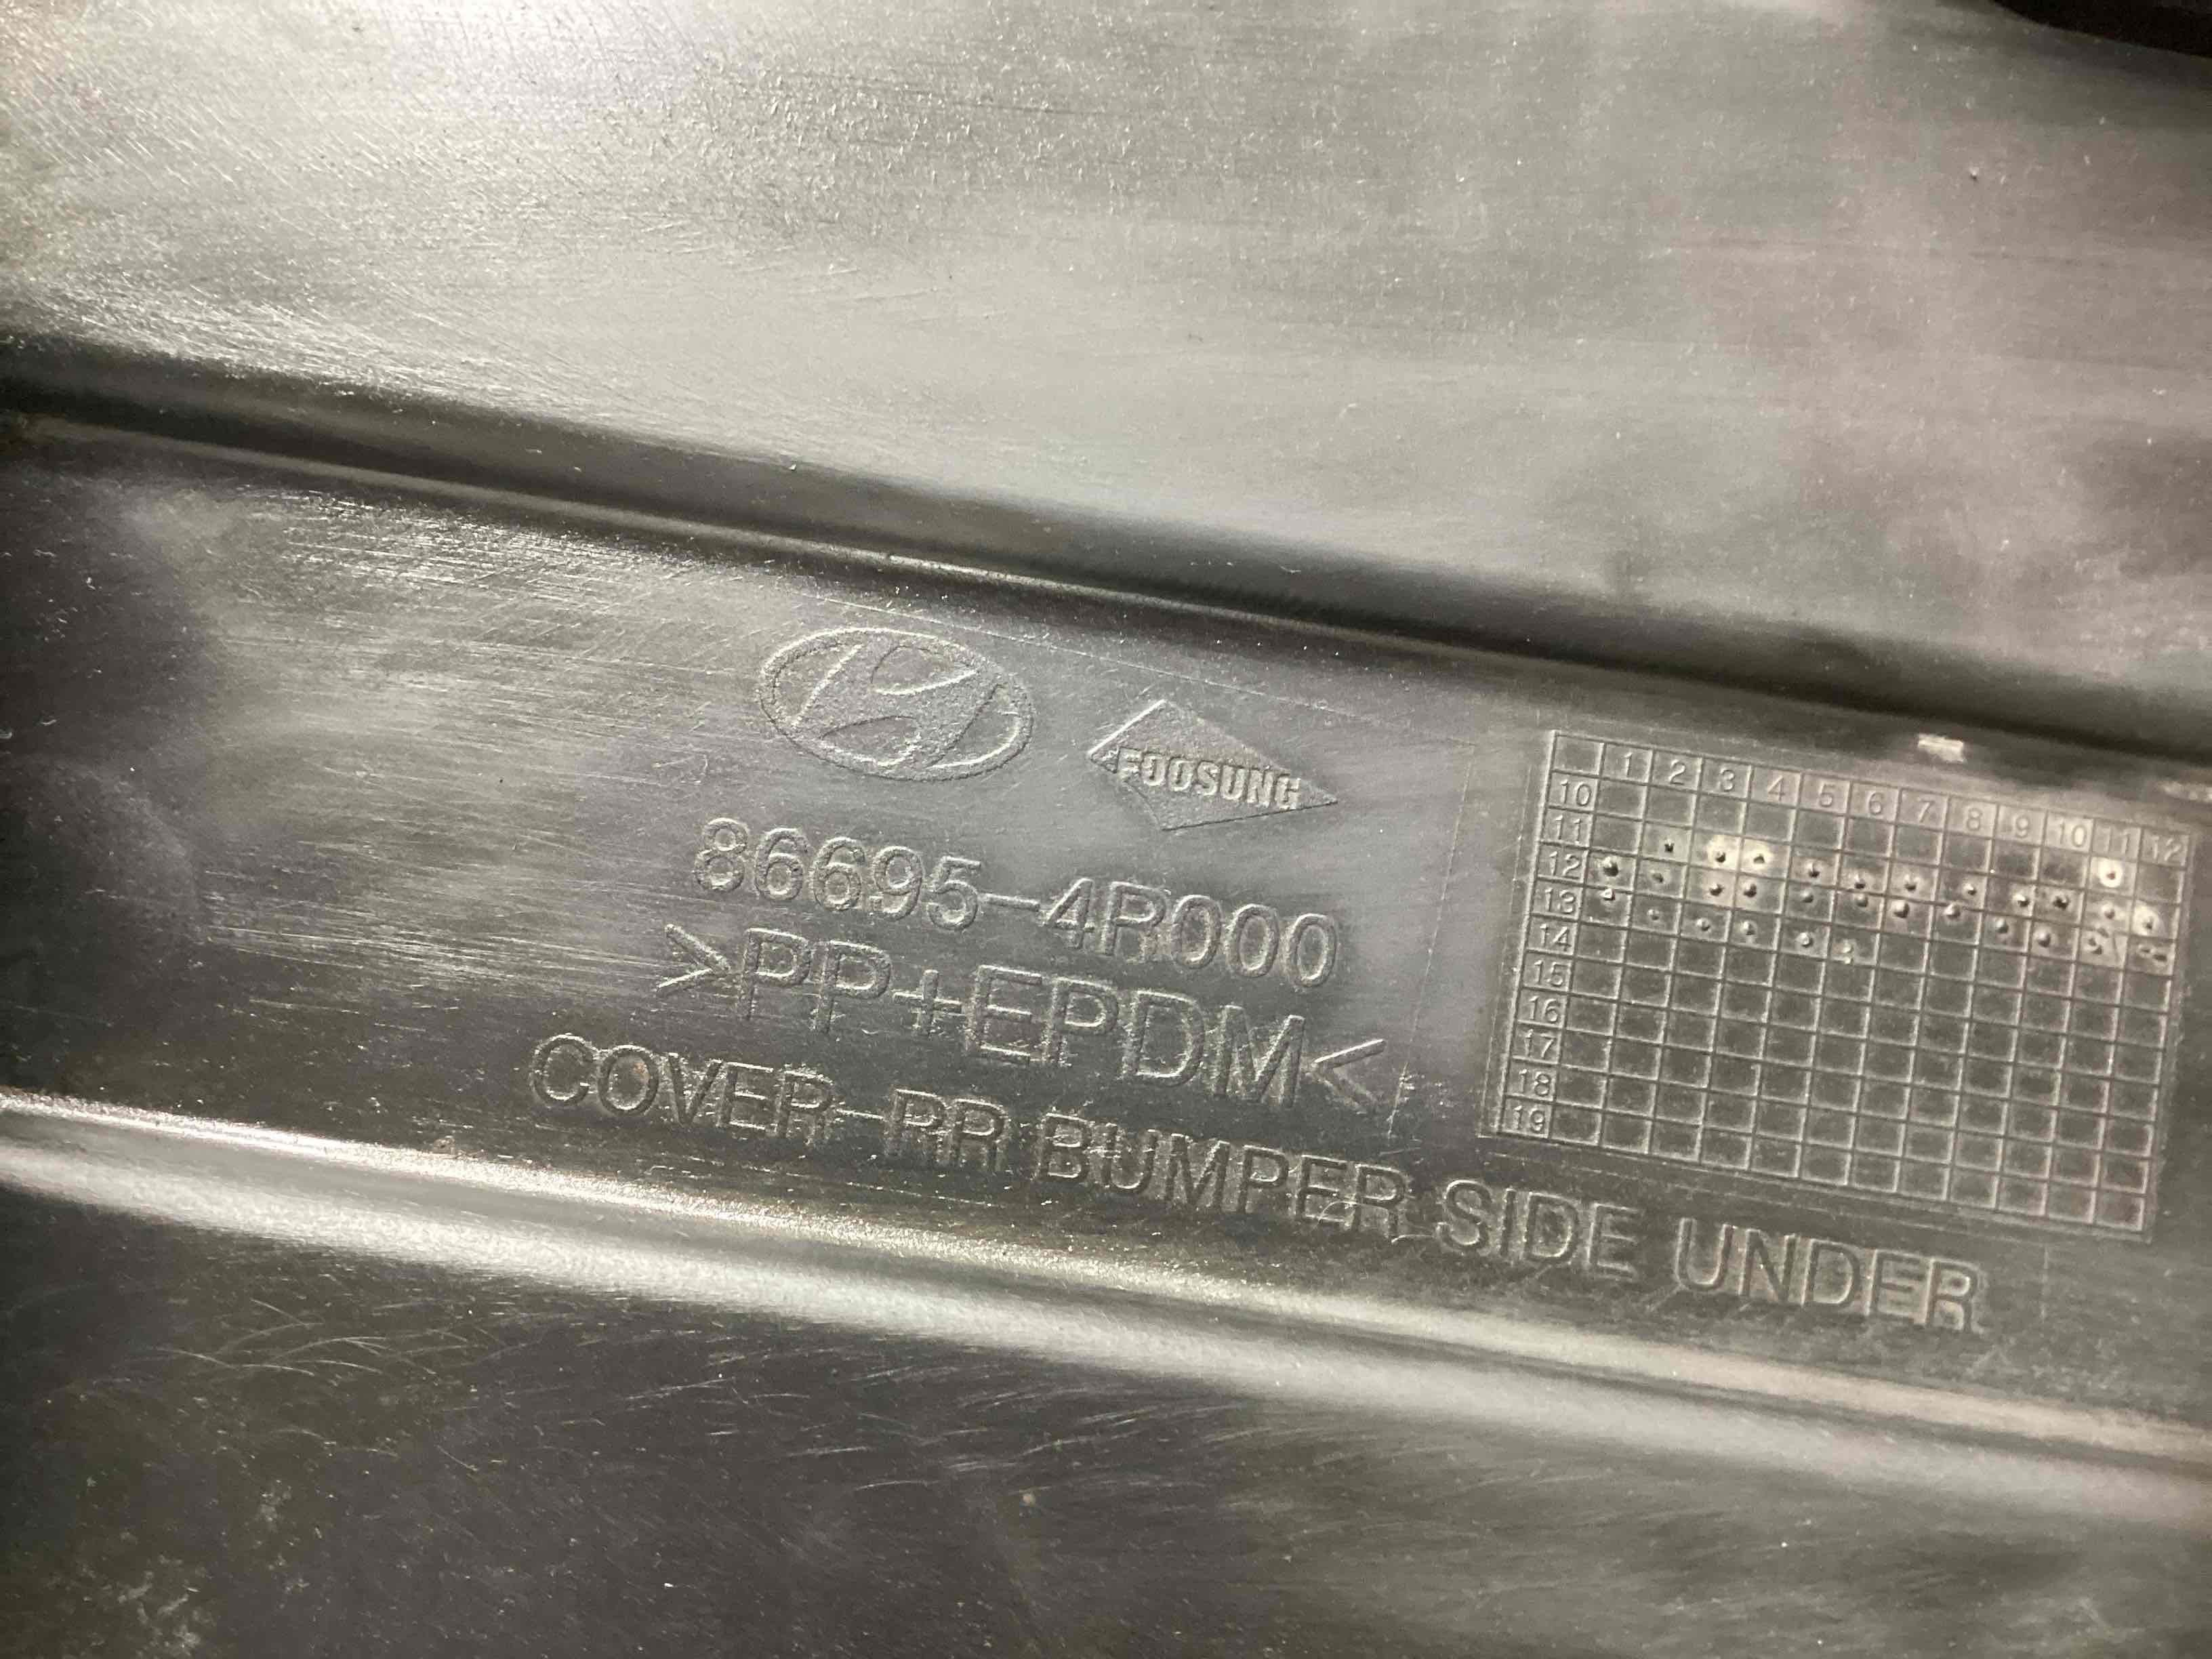 FOOSUNG
86695-4R000
>PP+EPDM<
COVER-RR BUMPER SIDE UNDER
1 2 3 4 5 6 7 8 9 10 11 12
10
11
12
13
14
15
16
17
18
19